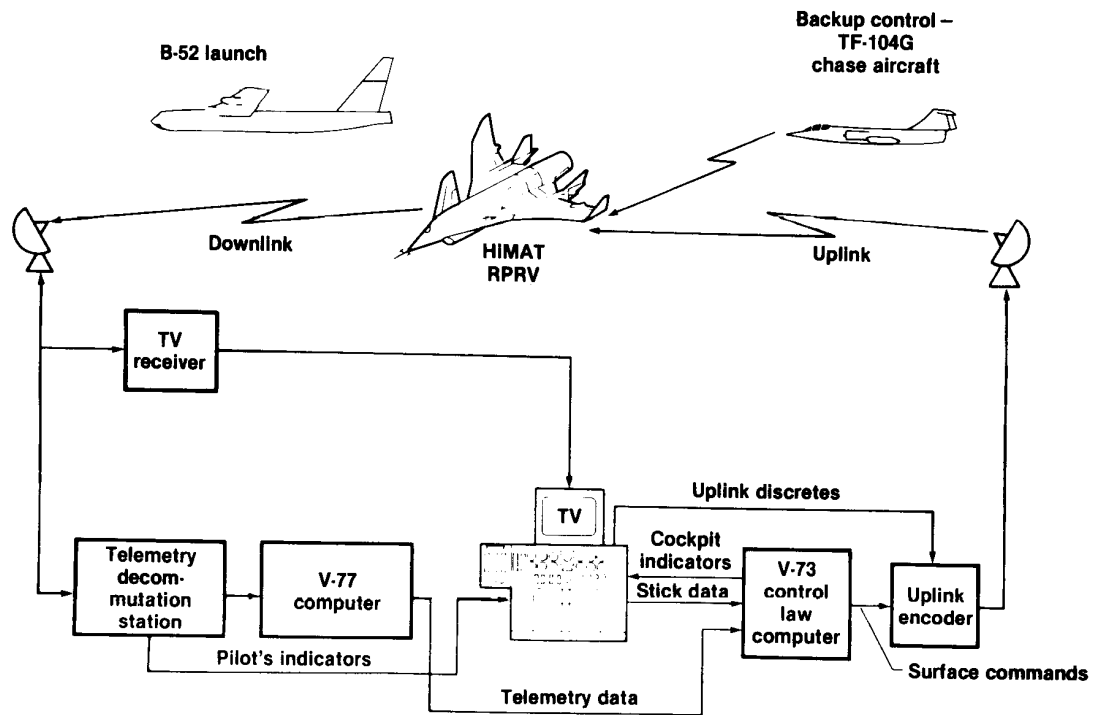 Backup control –
TF-104G
chase aircraft
B-52 launch
Downlink
HiMAT
RPRV
Uplink
TV
receiver
Uplink discretes
TV
Cockpit
indicators
Stick data
Telemetry
decom-
mutation
station
V-77
computer
V-73
control
law
computer
Uplink
encoder
Pilot's indicators
Surface commands
Telemetry data